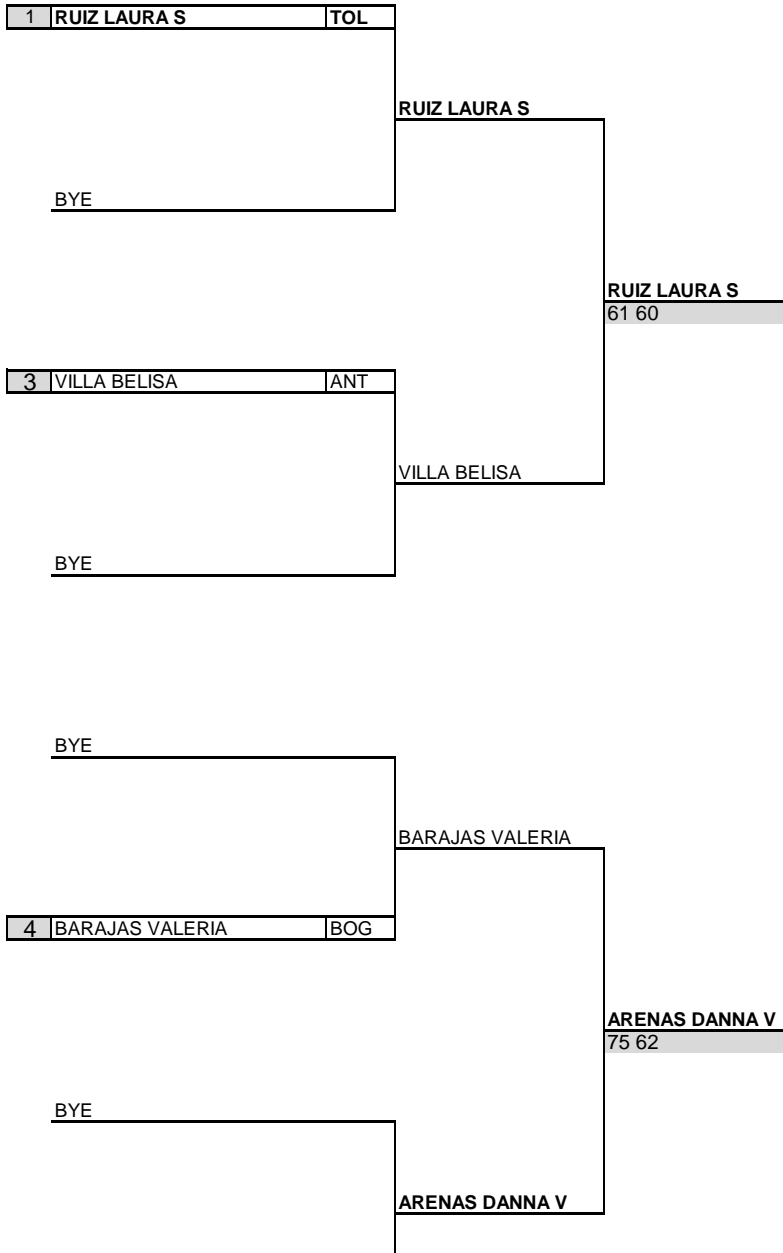 1 RUIZ LAURA S TOL
RUIZ LAURA S
BYE
RUIZ LAURA S
61 60
3 VILLA BELISA ANT
VILLA BELISA
BYE
BYE
BARAJAS VALERIA
4 BARAJAS VALERIA BOG
ARENAS DANNA V
75 62
BYE
ARENAS DANNA V